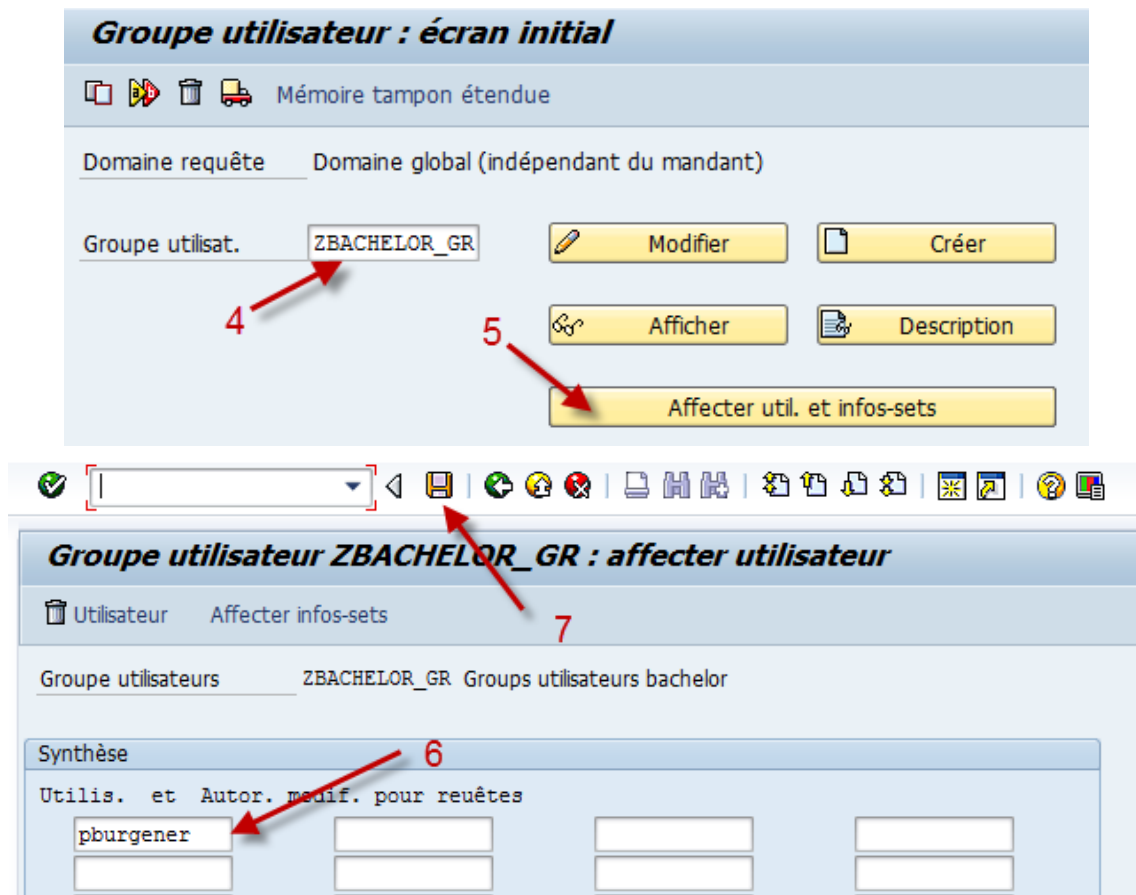 Groupe utilisateur : écran initial
Mémoire tampon étendue
Domaine requête Domaine global (indépendant du mandant)
Groupe utilisat. ZBACHELOR_GR Modifier Créer
4
5 Afficher Description
Affecter util. et infos-sets
Groupe utilisateur ZBACHELOR_GR : affecter utilisateur
Utilisateur Affecter infos-sets
7
Groupe utilisateurs ZBACHELOR_GR Groups utilisateurs bachelor
Synthèse
6
Utilis. et Autor. modif. pour reuêtes
pburgener